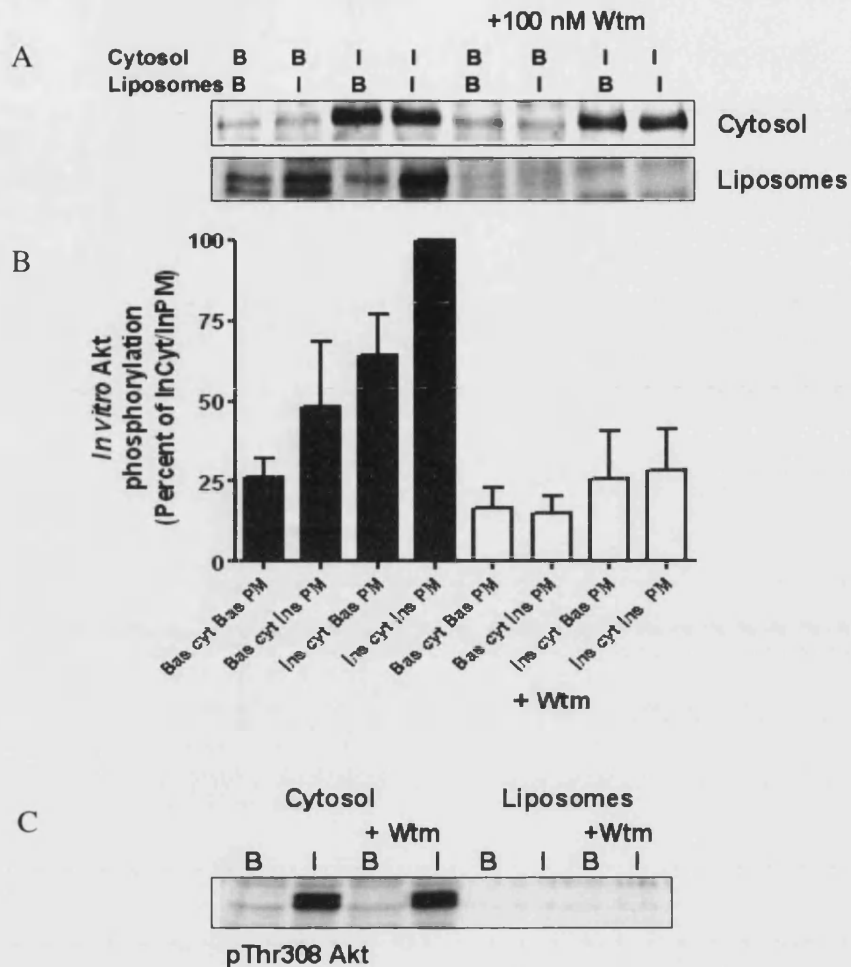 A
+100 nM Wtm
Cytosol B B I I B B I I
Liposomes B I B I B I B I
Cytosol
Liposomes
B
In vitro Akt
phosphorylation
(Percent of InCyt/InPM)
100
75
50
25
0
Bas cyt Bas PM
Bas cyt Ins PM
Ins cyt Bas PM
Ins cyt Ins PM
Bas cyt Bas PM
Bas cyt Ins PM
Ins cyt Bas PM
Ins cyt Ins PM
+ Wtm
C
Cytosol Liposomes
+ Wtm +Wtm
B I B I B I B I
pThr308 Akt